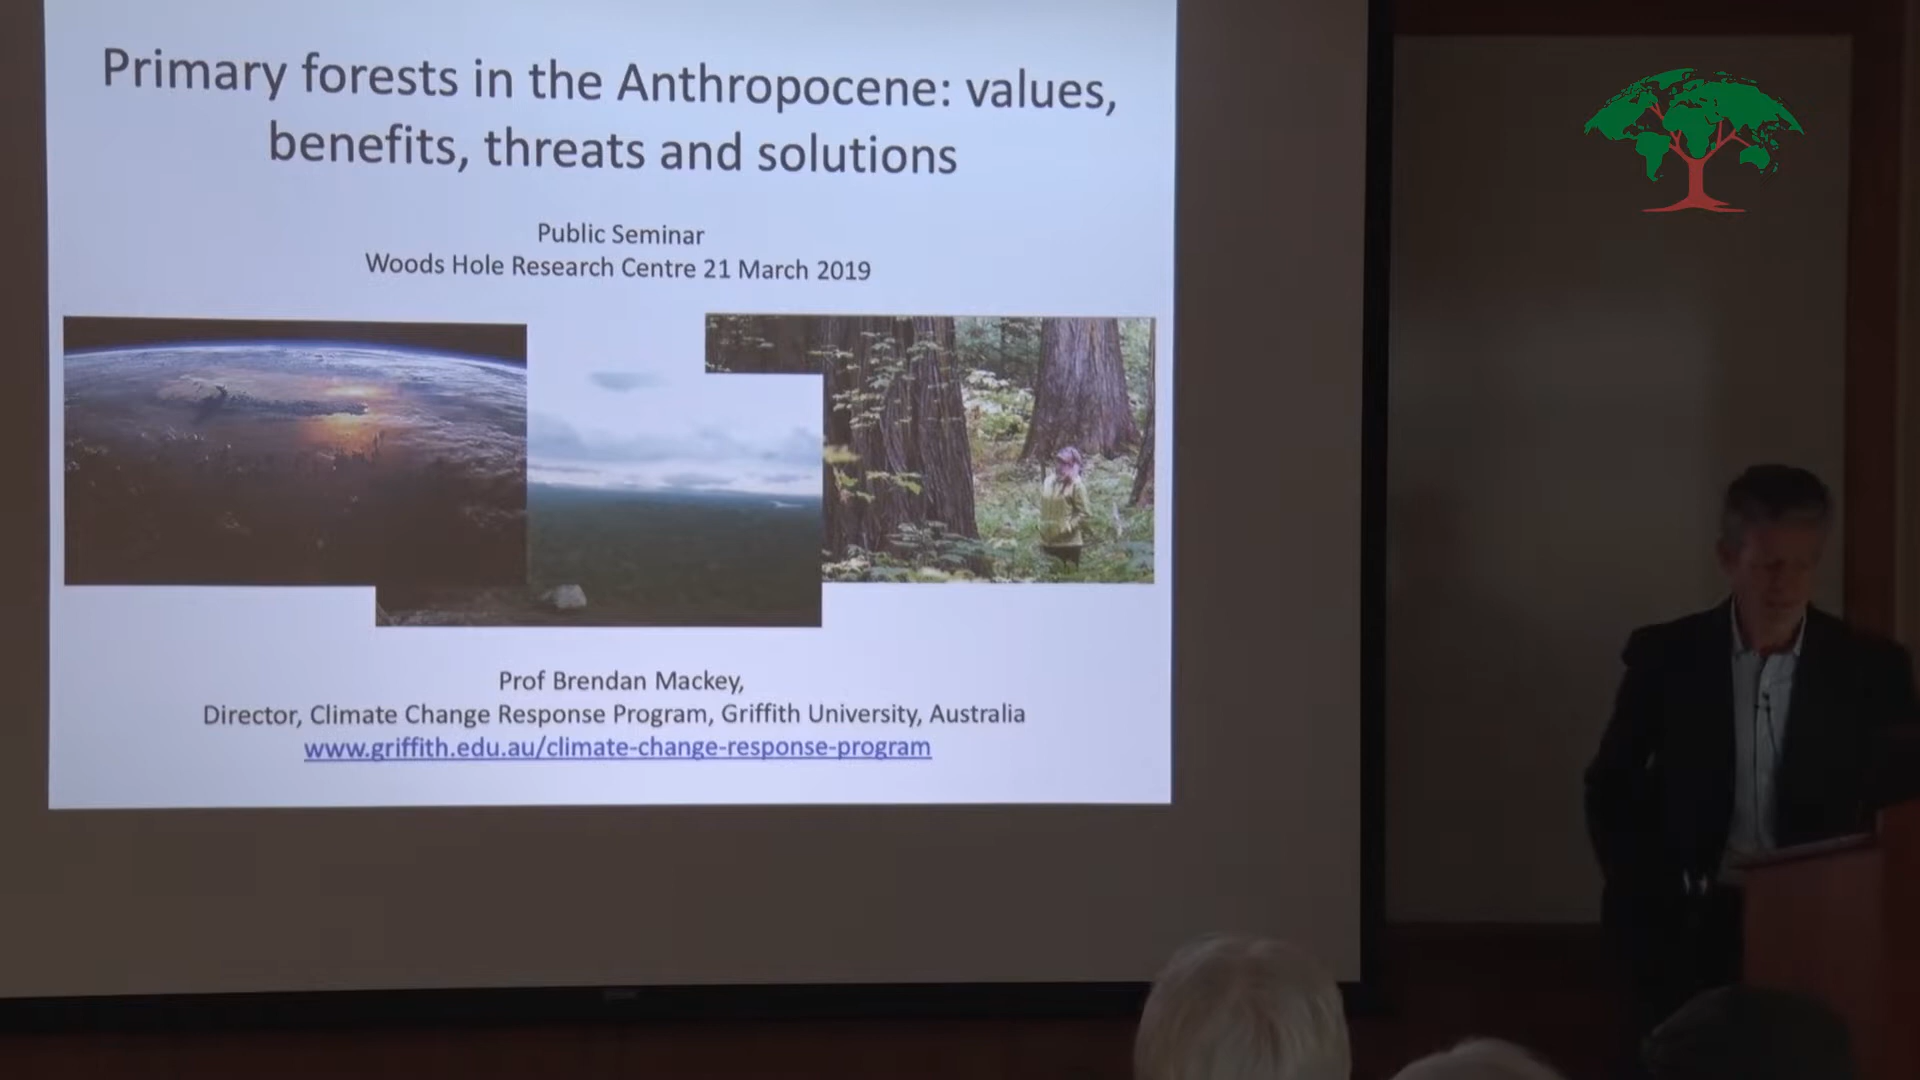 Primary forests in the Anthropocene: values,
benefits, threats and solutions
Public Seminar
Woods Hole Research Centre 21 March 2019
Prof Brendan Mackey,
Director, Climate Change Response Program, Griffith University, Australia
www.griffith.edu.au/climate-change-response-program